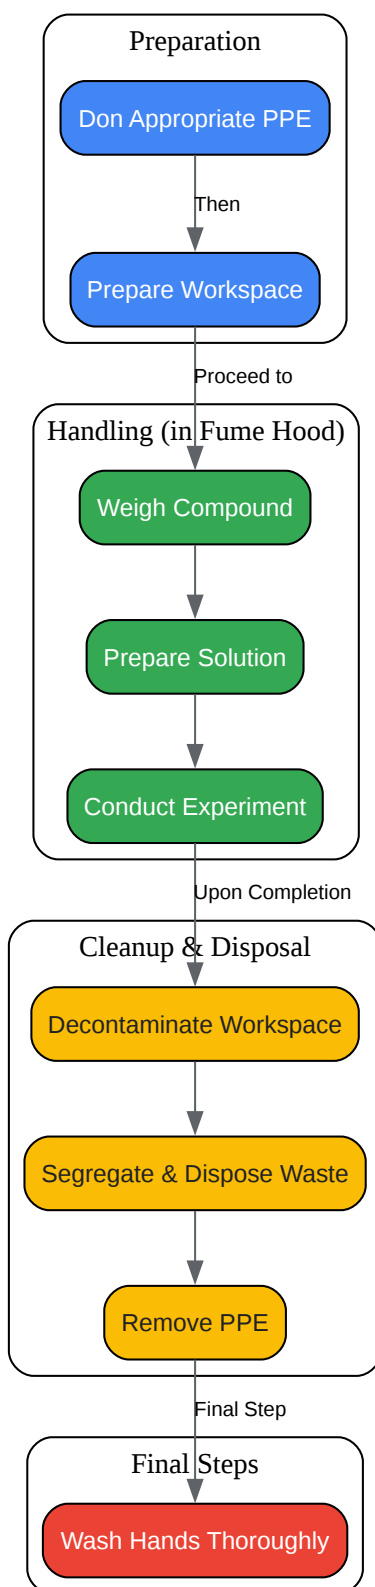 Preparation
Don Appropriate PPE
Then
Prepare Workspace
Proceed to
Handling (in Fume Hood)
Weigh Compound
Prepare Solution
Conduct Experiment
Upon Completion
Cleanup & Disposal
Decontaminate Workspace
Segregate & Dispose Waste
Remove PPE
Final Step
Final Steps
Wash Hands Thoroughly